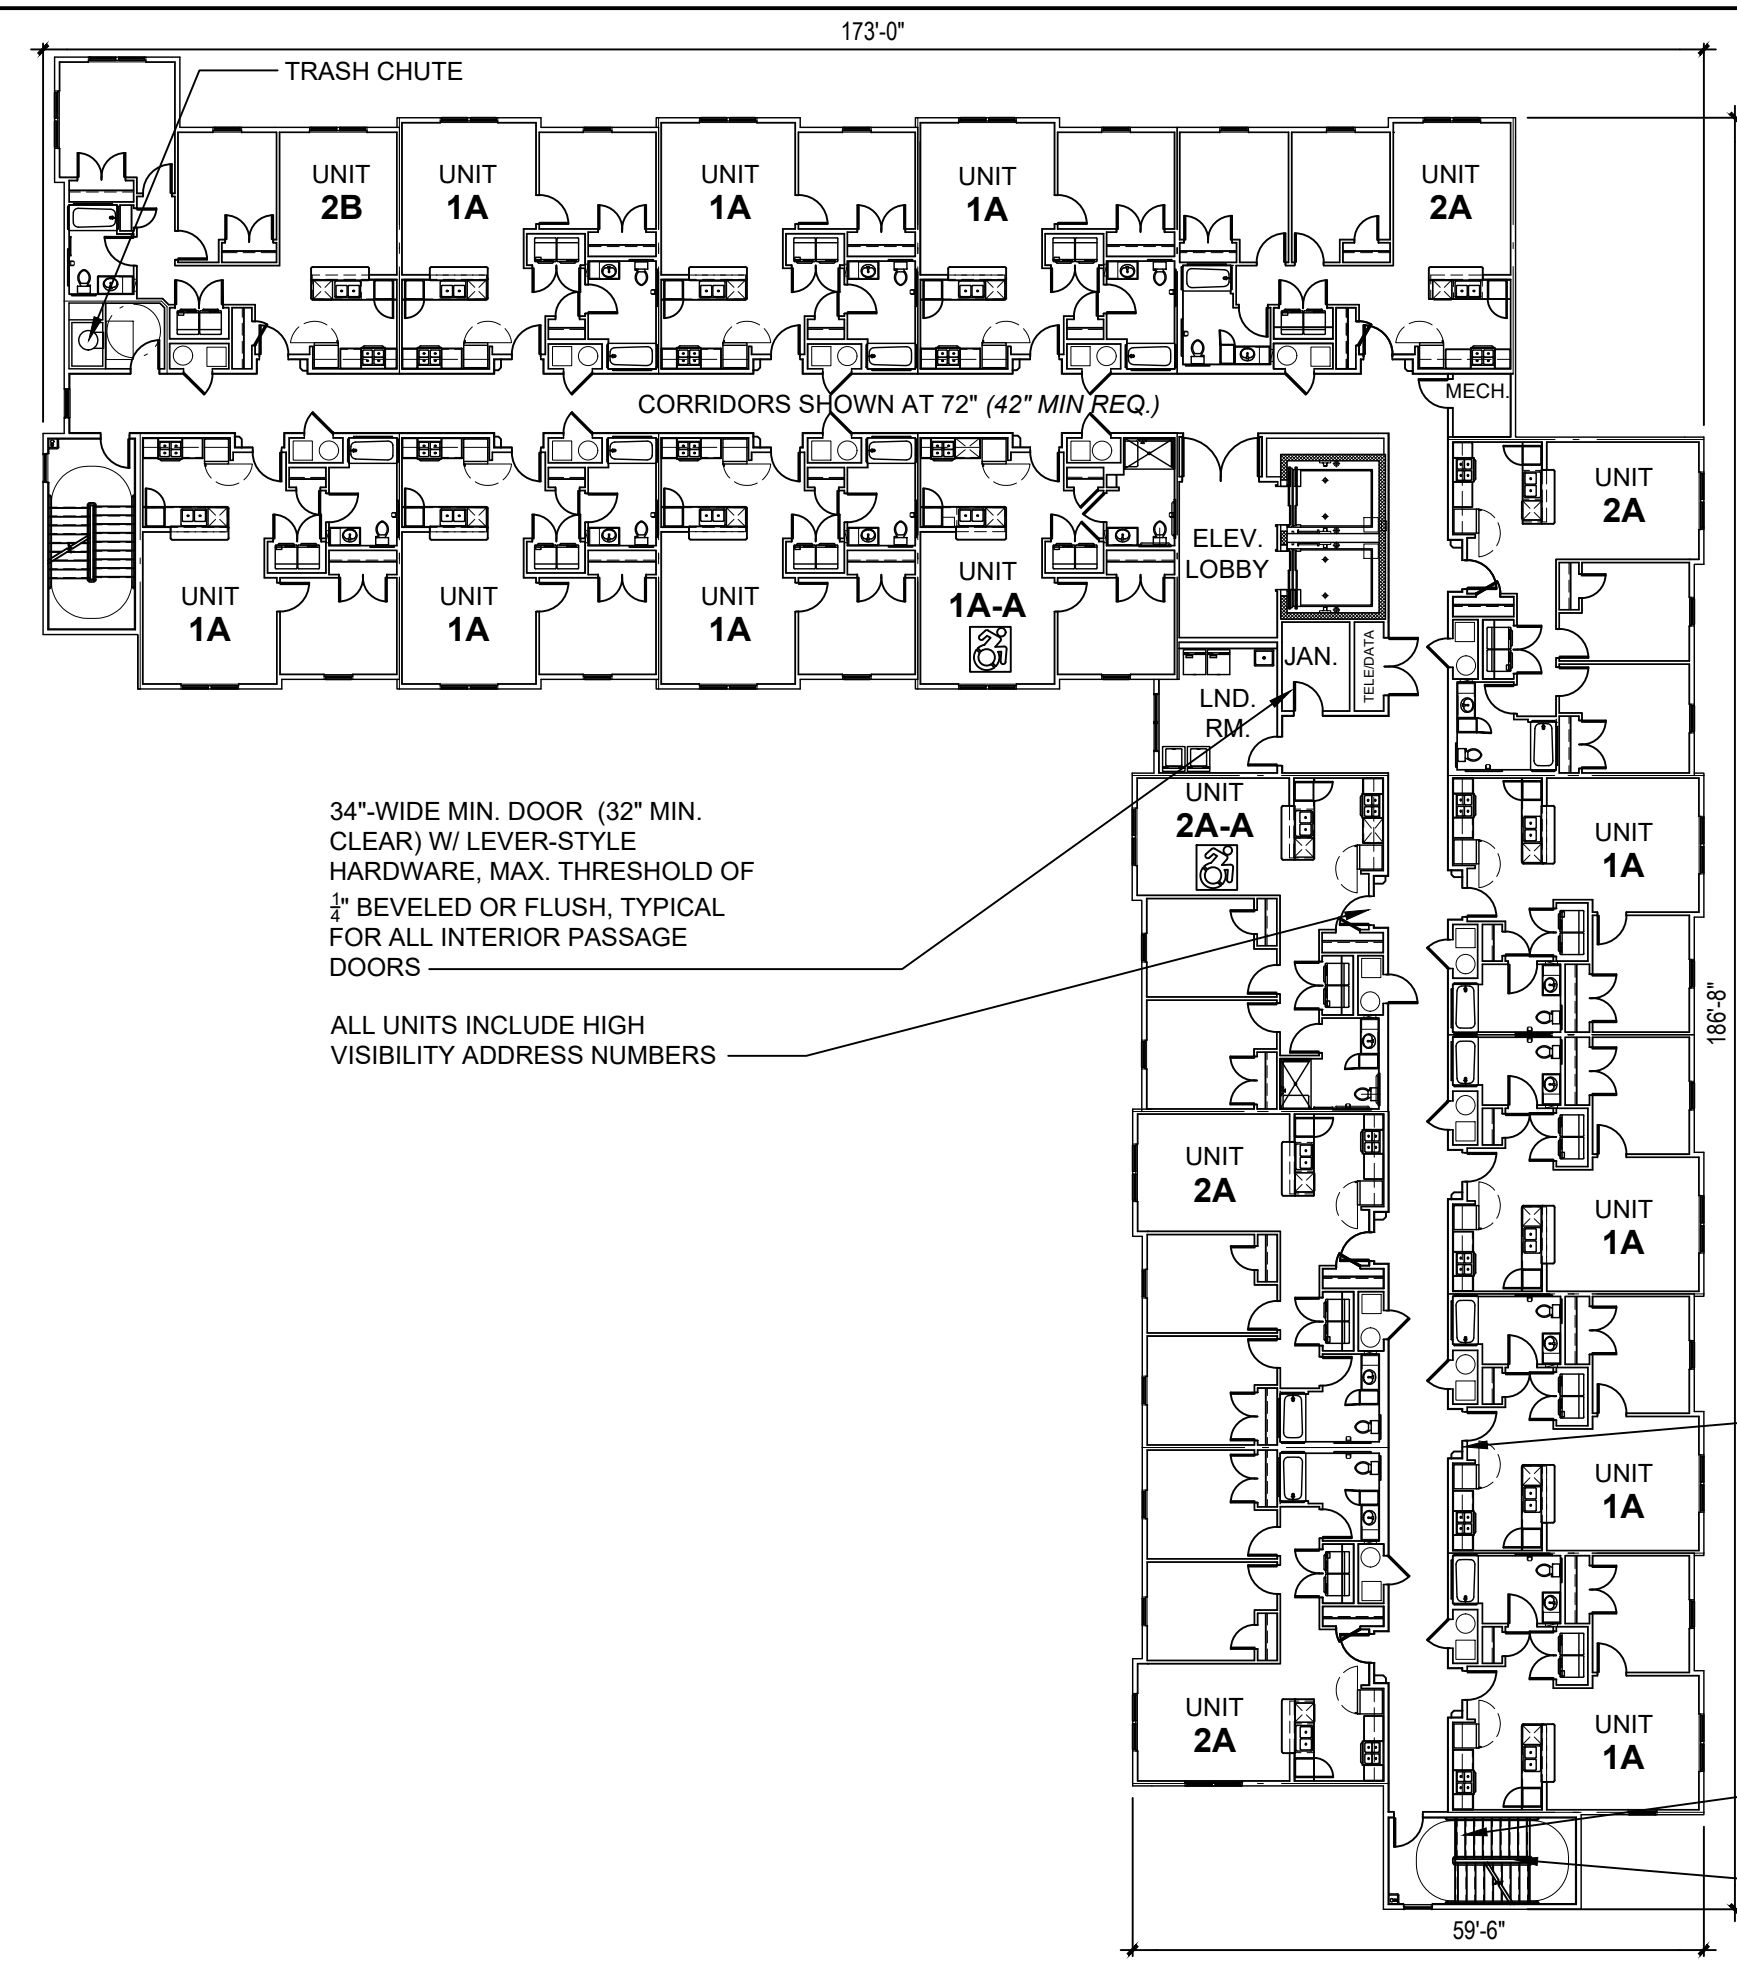 173'-0"
TRASH CHUTE
UNIT
2B
UNIT
1A
UNIT
1A
UNIT
1A
UNIT
2A
CORRIDORS SHOWN AT 72" (42" MIN REQ.)
MECH.
UNIT
1A
UNIT
1A
UNIT
1A
UNIT
1A-A
ELEV.
LOBBY
UNIT
2A
JAN.
TELE/DATA
LND.
RM.
34"-WIDE MIN. DOOR (32" MIN.
CLEAR) W/ LEVER-STYLE
HARDWARE, MAX. THRESHOLD OF
1/4" BEVELED OR FLUSH, TYPICAL
FOR ALL INTERIOR PASSAGE
DOORS
ALL UNITS INCLUDE HIGH
VISIBILITY ADDRESS NUMBERS
UNIT
2A-A
UNIT
1A
186'-8"
UNIT
2A
UNIT
1A
UNIT
1A
UNIT
2A
UNIT
1A
59'-6"